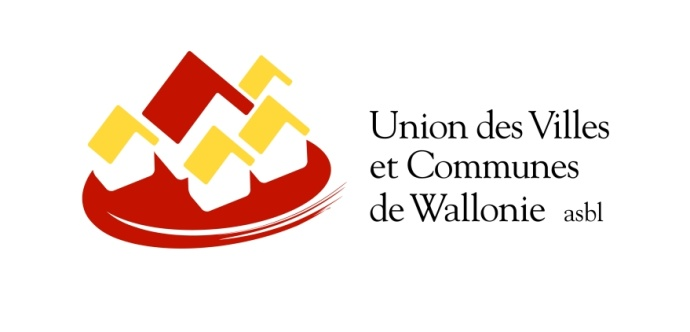 Union des Villes
et Communes
de Wallonie asbl